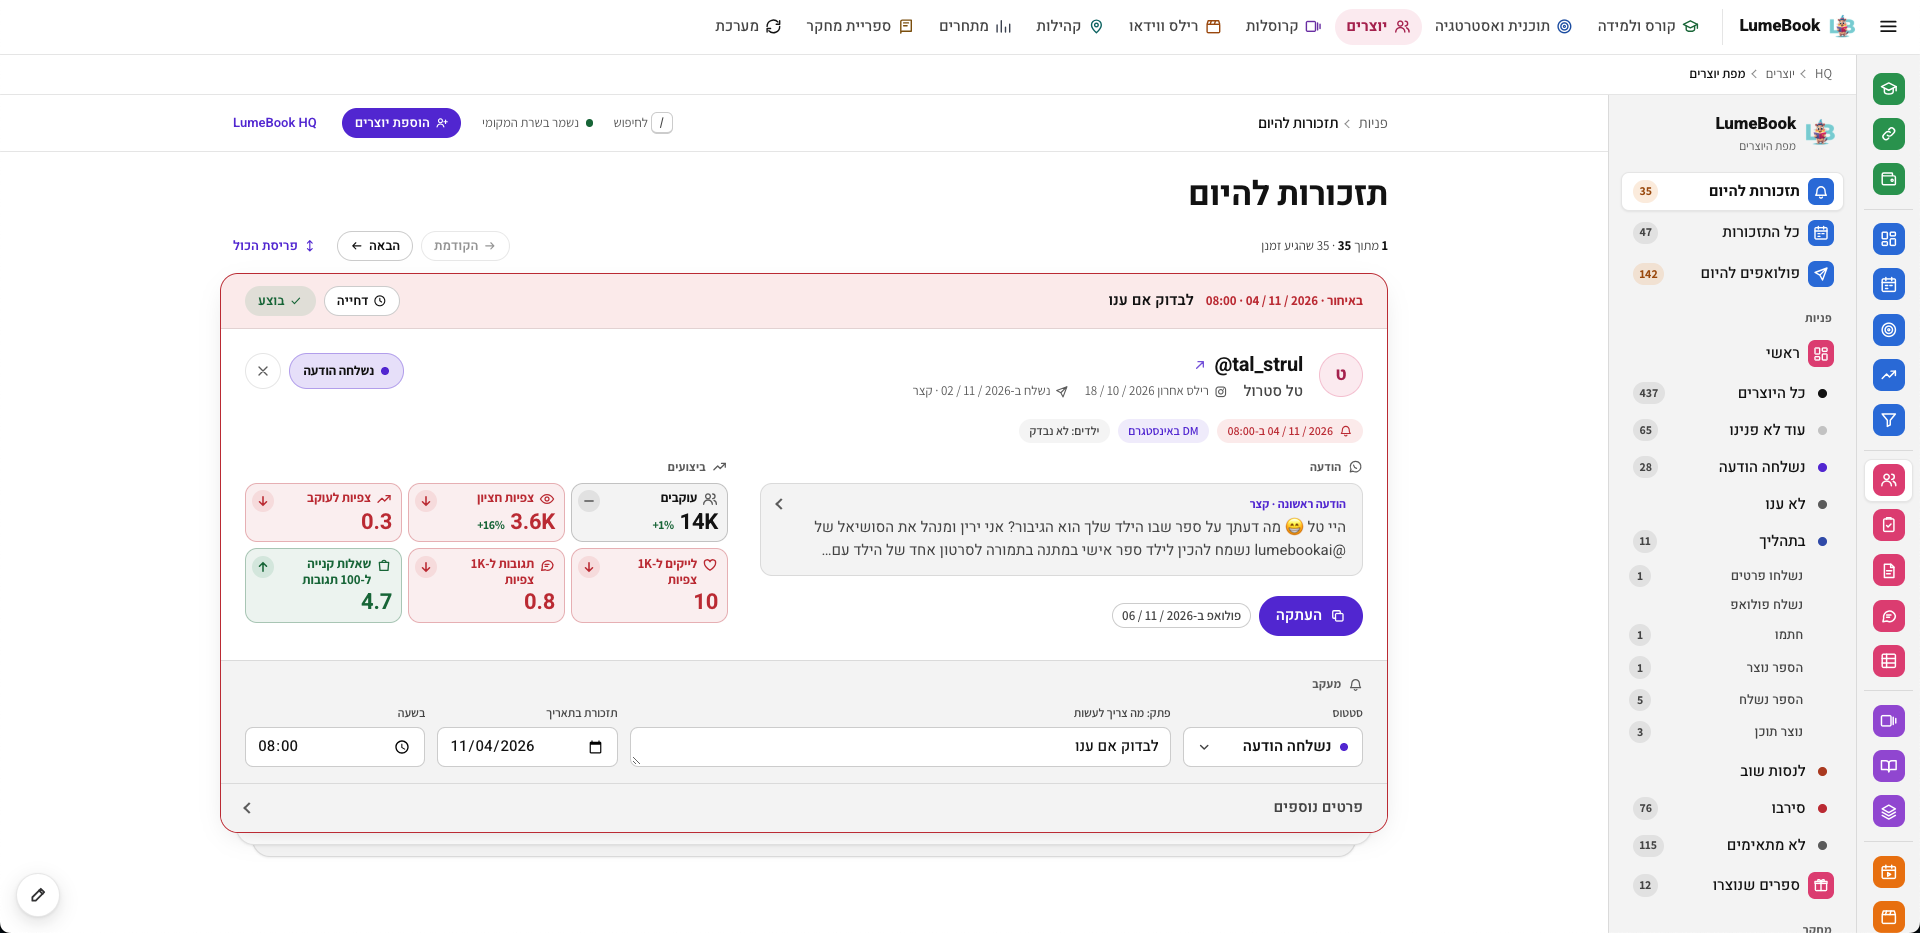 LumeBook
קורס ולמידה
תוכנית ואסטרטגיה
יוצרים
קרוסלות
רילס ווידאו
קהילות
מתחרים
ספריית מחקר
מערכת
HQ > יוצרים > מפת יוצרים
LumeBook
מפת היוצרים
תזכורות להיום 35
כל התזכורות 47
פולואפים להיום 142
פניות
ראשי
כל היוצרים 437
עוד לא פנינו 65
נשלחה הודעה 28
לא ענו
בתהליך 11
נשלחו פרטים 1
נשלח פולואפ
חתמו 1
הספר נוצר 1
הספר נשלח 5
נוצר תוכן 3
לנסות שוב
סירבו 76
לא מתאימים 115
ספרים שנוצרו 12
מחקר
פניות > תזכורות להיום
/ לחיפוש
נשמר בשרת המקומי
הוספת יוצרים
LumeBook HQ
תזכורות להיום
1 מתוך 35 · 35 שהגיע זמנן
הקודמת
הבאה
פריסת הכול
באיחור · 04 / 11 / 2026 · 08:00 לבדוק אם ענו
דחייה
בוצע
ט
@tal_strul
טל סטרול
רילס אחרון 18 / 10 / 2026
נשלח ב-02 / 11 / 2026 · קצר
נשלחה הודעה
04 / 11 / 2026 ב-08:00
DM באינסטגרם
ילדים: לא נבדק
הודעה
הודעה ראשונה · קצר
היי טל 😁 מה דעתך על ספר שבו הילד שלך הוא הגיבור? אני ירין ומנהל את הסושיאל של
@lumebookai נשמח להכין לילד ספר אישי במתנה בתמורה לסרטון אחד של הילד עם...
העתקה
פולואפ ב-06 / 11 / 2026
ביצועים
עוקבים
14K +1%
צפיות חציון
3.6K +16%
צפיות לעוקב
0.3
לייקים ל-1K
צפיות
10
תגובות ל-1K
צפיות
0.8
שאלות קנייה
ל-100 תגובות
4.7
מעקב
סטטוס
נשלחה הודעה
פתק: מה צריך לעשות
לבדוק אם ענו
תזכורת בתאריך
11/04/2026
בשעה
08:00
פרטים נוספים